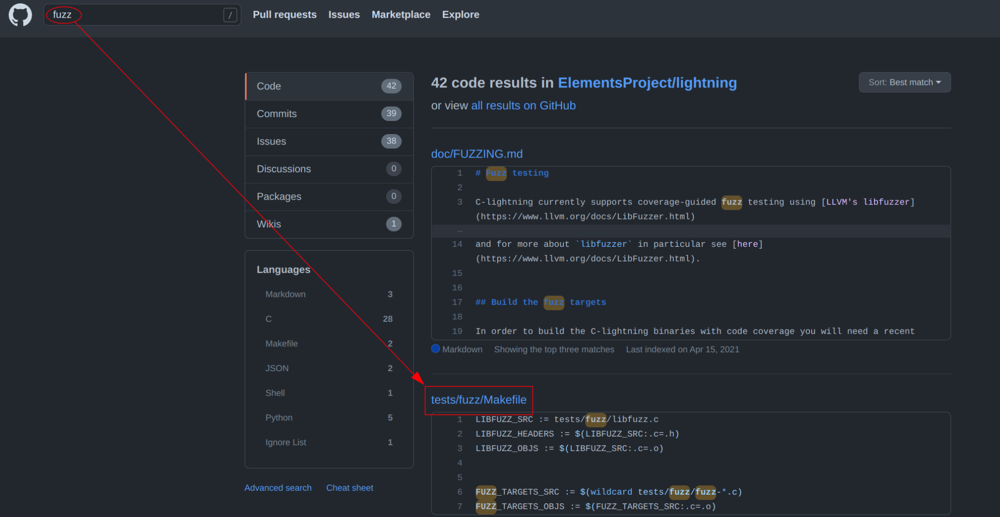 fuzz /
Pull requests Issues Marketplace Explore
Code 42
Commits 39
Issues 38
Discussions 0
Packages 0
Wikis 1
Languages
Markdown 3
C 28
Makefile 2
JSON 2
Shell 1
Python 5
Ignore List 1
Advanced search Cheat sheet
42 code results in ElementsProject/lightning
Sort: Best match
or view all results on GitHub
doc/FUZZING.md
1 # Fuzz testing
2
3 C-lightning currently supports coverage-guided fuzz testing using [LLVM's libfuzzer]
(https://www.llvm.org/docs/LibFuzzer.html)
…
14 and for more about `libfuzzer` in particular see [here]
(https://www.llvm.org/docs/LibFuzzer.html).
15
16
17 ## Build the fuzz targets
18
19 In order to build the C-lightning binaries with code coverage you will need a recent
Markdown Showing the top three matches Last indexed on Apr 15, 2021
tests/fuzz/Makefile
1 LIBFUZZ_SRC := tests/fuzz/libfuzz.c
2 LIBFUZZ_HEADERS := $(LIBFUZZ_SRC:.c=.h)
3 LIBFUZZ_OBJS := $(LIBFUZZ_SRC:.c=.o)
4
5
6 FUZZ_TARGETS_SRC := $(wildcard tests/fuzz/fuzz-*.c)
7 FUZZ_TARGETS_OBJS := $(FUZZ_TARGETS_SRC:.c=.o)